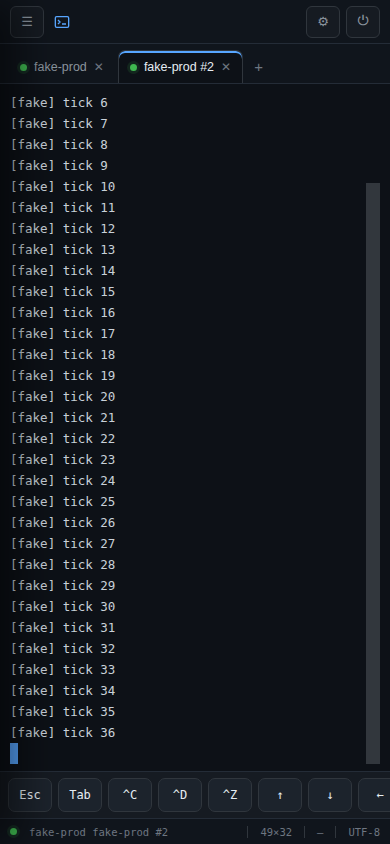 fake-prod ✕ fake-prod #2 ✕ +
[fake] tick 6
[fake] tick 7
[fake] tick 8
[fake] tick 9
[fake] tick 10
[fake] tick 11
[fake] tick 12
[fake] tick 13
[fake] tick 14
[fake] tick 15
[fake] tick 16
[fake] tick 17
[fake] tick 18
[fake] tick 19
[fake] tick 20
[fake] tick 21
[fake] tick 22
[fake] tick 23
[fake] tick 24
[fake] tick 25
[fake] tick 26
[fake] tick 27
[fake] tick 28
[fake] tick 29
[fake] tick 30
[fake] tick 31
[fake] tick 32
[fake] tick 33
[fake] tick 34
[fake] tick 35
[fake] tick 36
Esc Tab ^C ^D ^Z ↑ ↓ ←
fake-prod fake-prod #2 49×32 — UTF-8